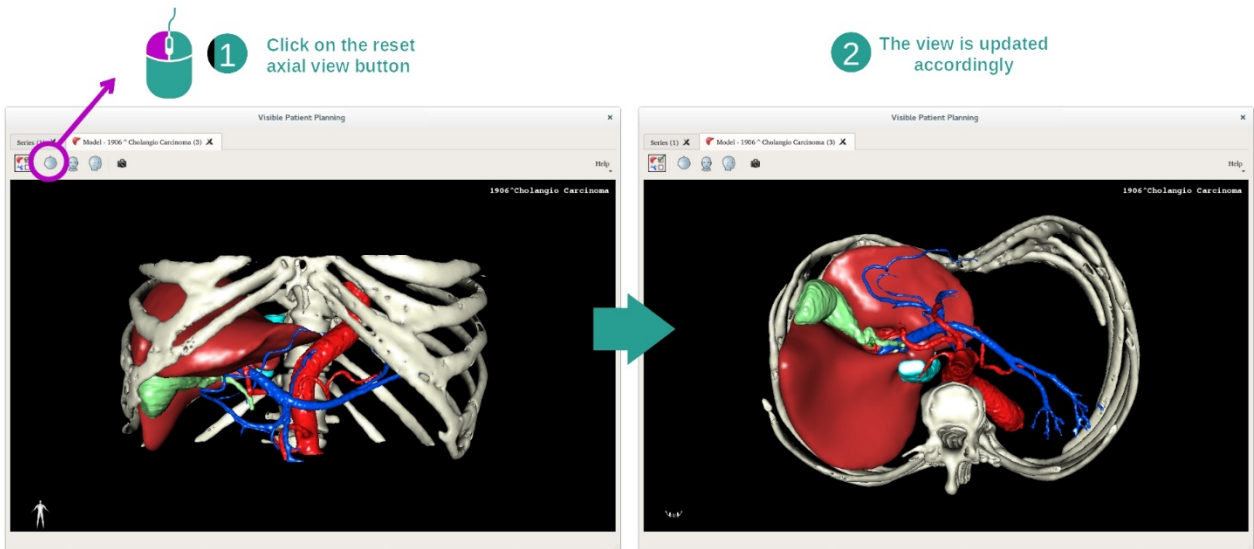 1
Click on the reset
axial view button
2
The view is updated
accordingly
Visible Patient Planning
Model - 1906 ^ Cholangio Carcinoma (3)
Help
1906^Cholangio Carcinoma
Visible Patient Planning
Series (1)
Model - 1906 ^ Cholangio Carcinoma (3)
Help
1906^Cholangio Carcinoma